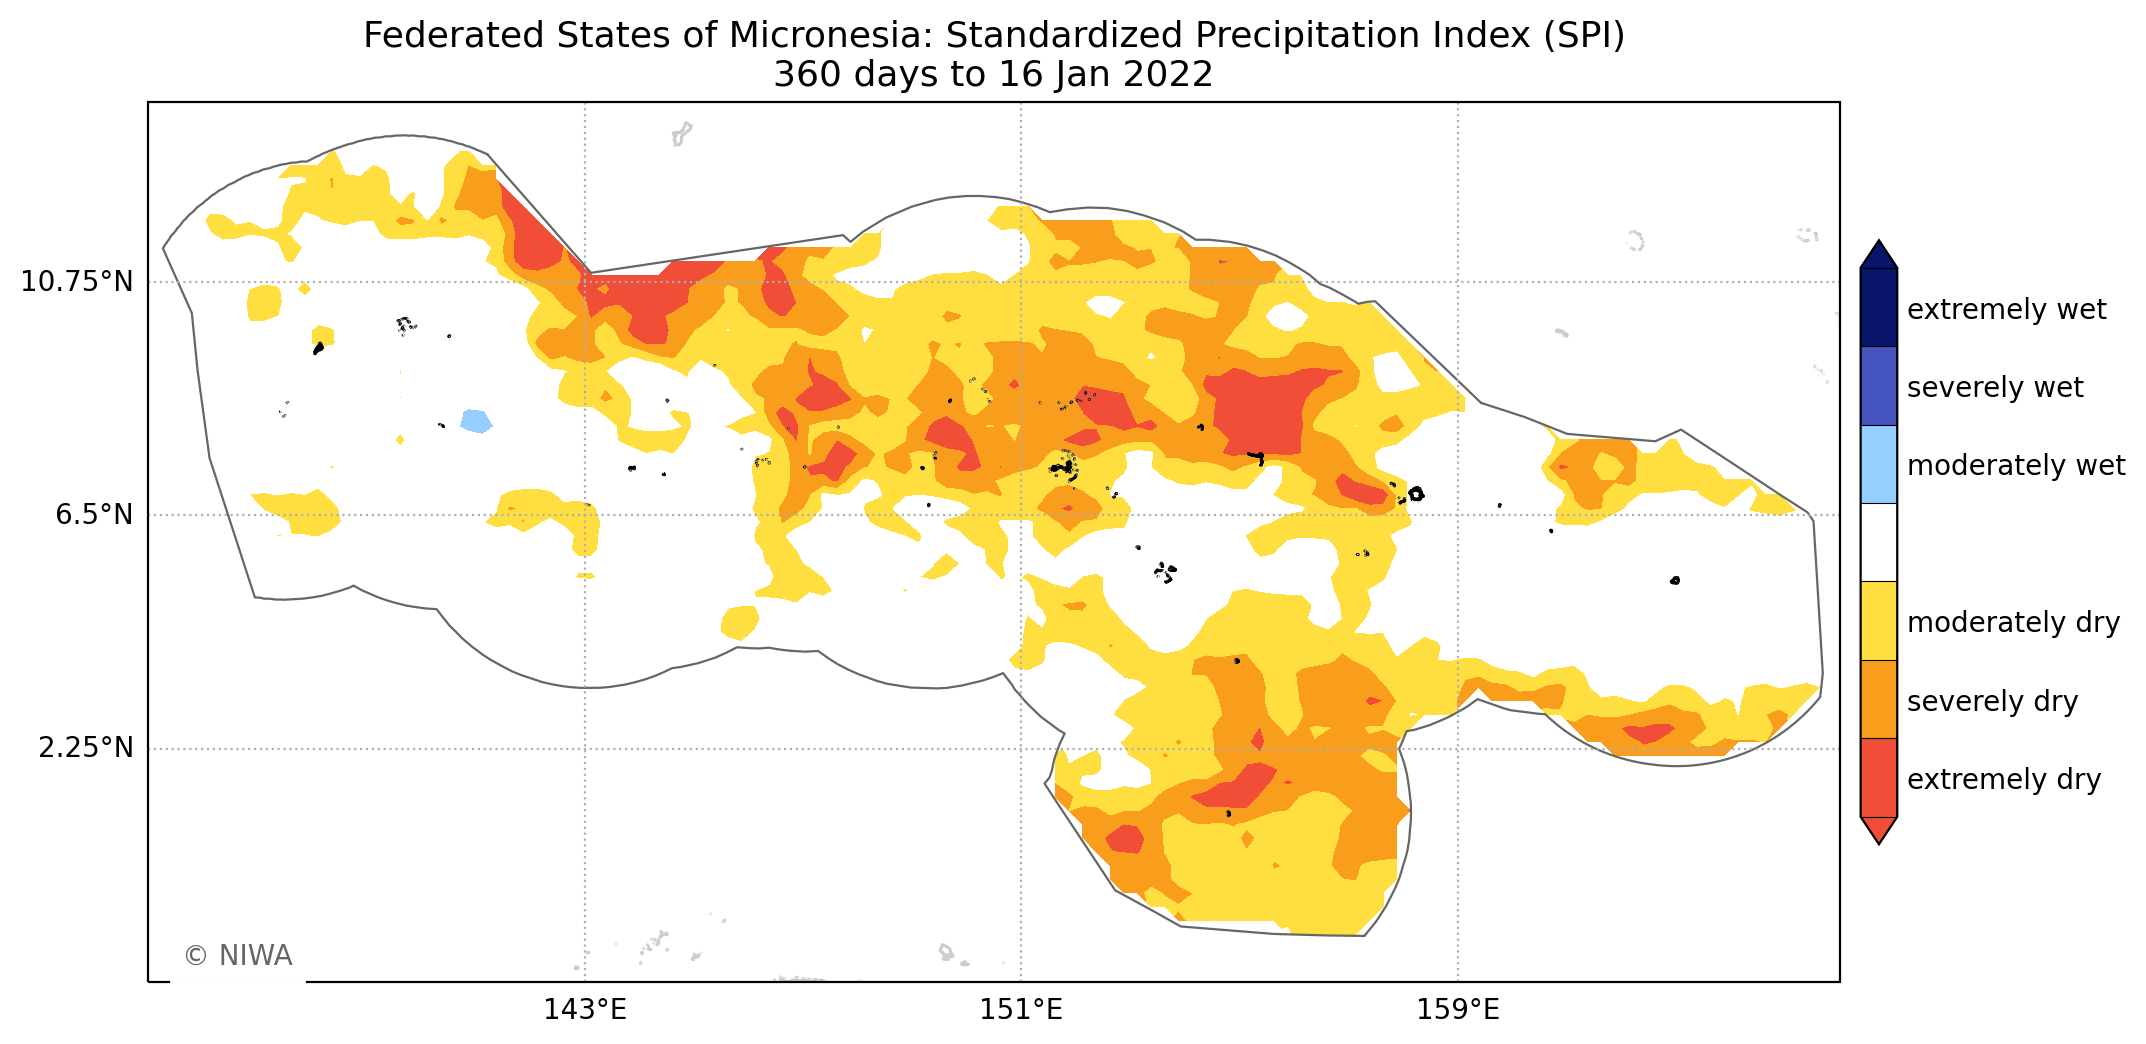 Federated States of Micronesia: Standardized Precipitation Index (SPI)
360 days to 16 Jan 2022
10.75°N
6.5°N
2.25°N
143°E
151°E
159°E
extremely wet
severely wet
moderately wet
moderately dry
severely dry
extremely dry
© NIWA